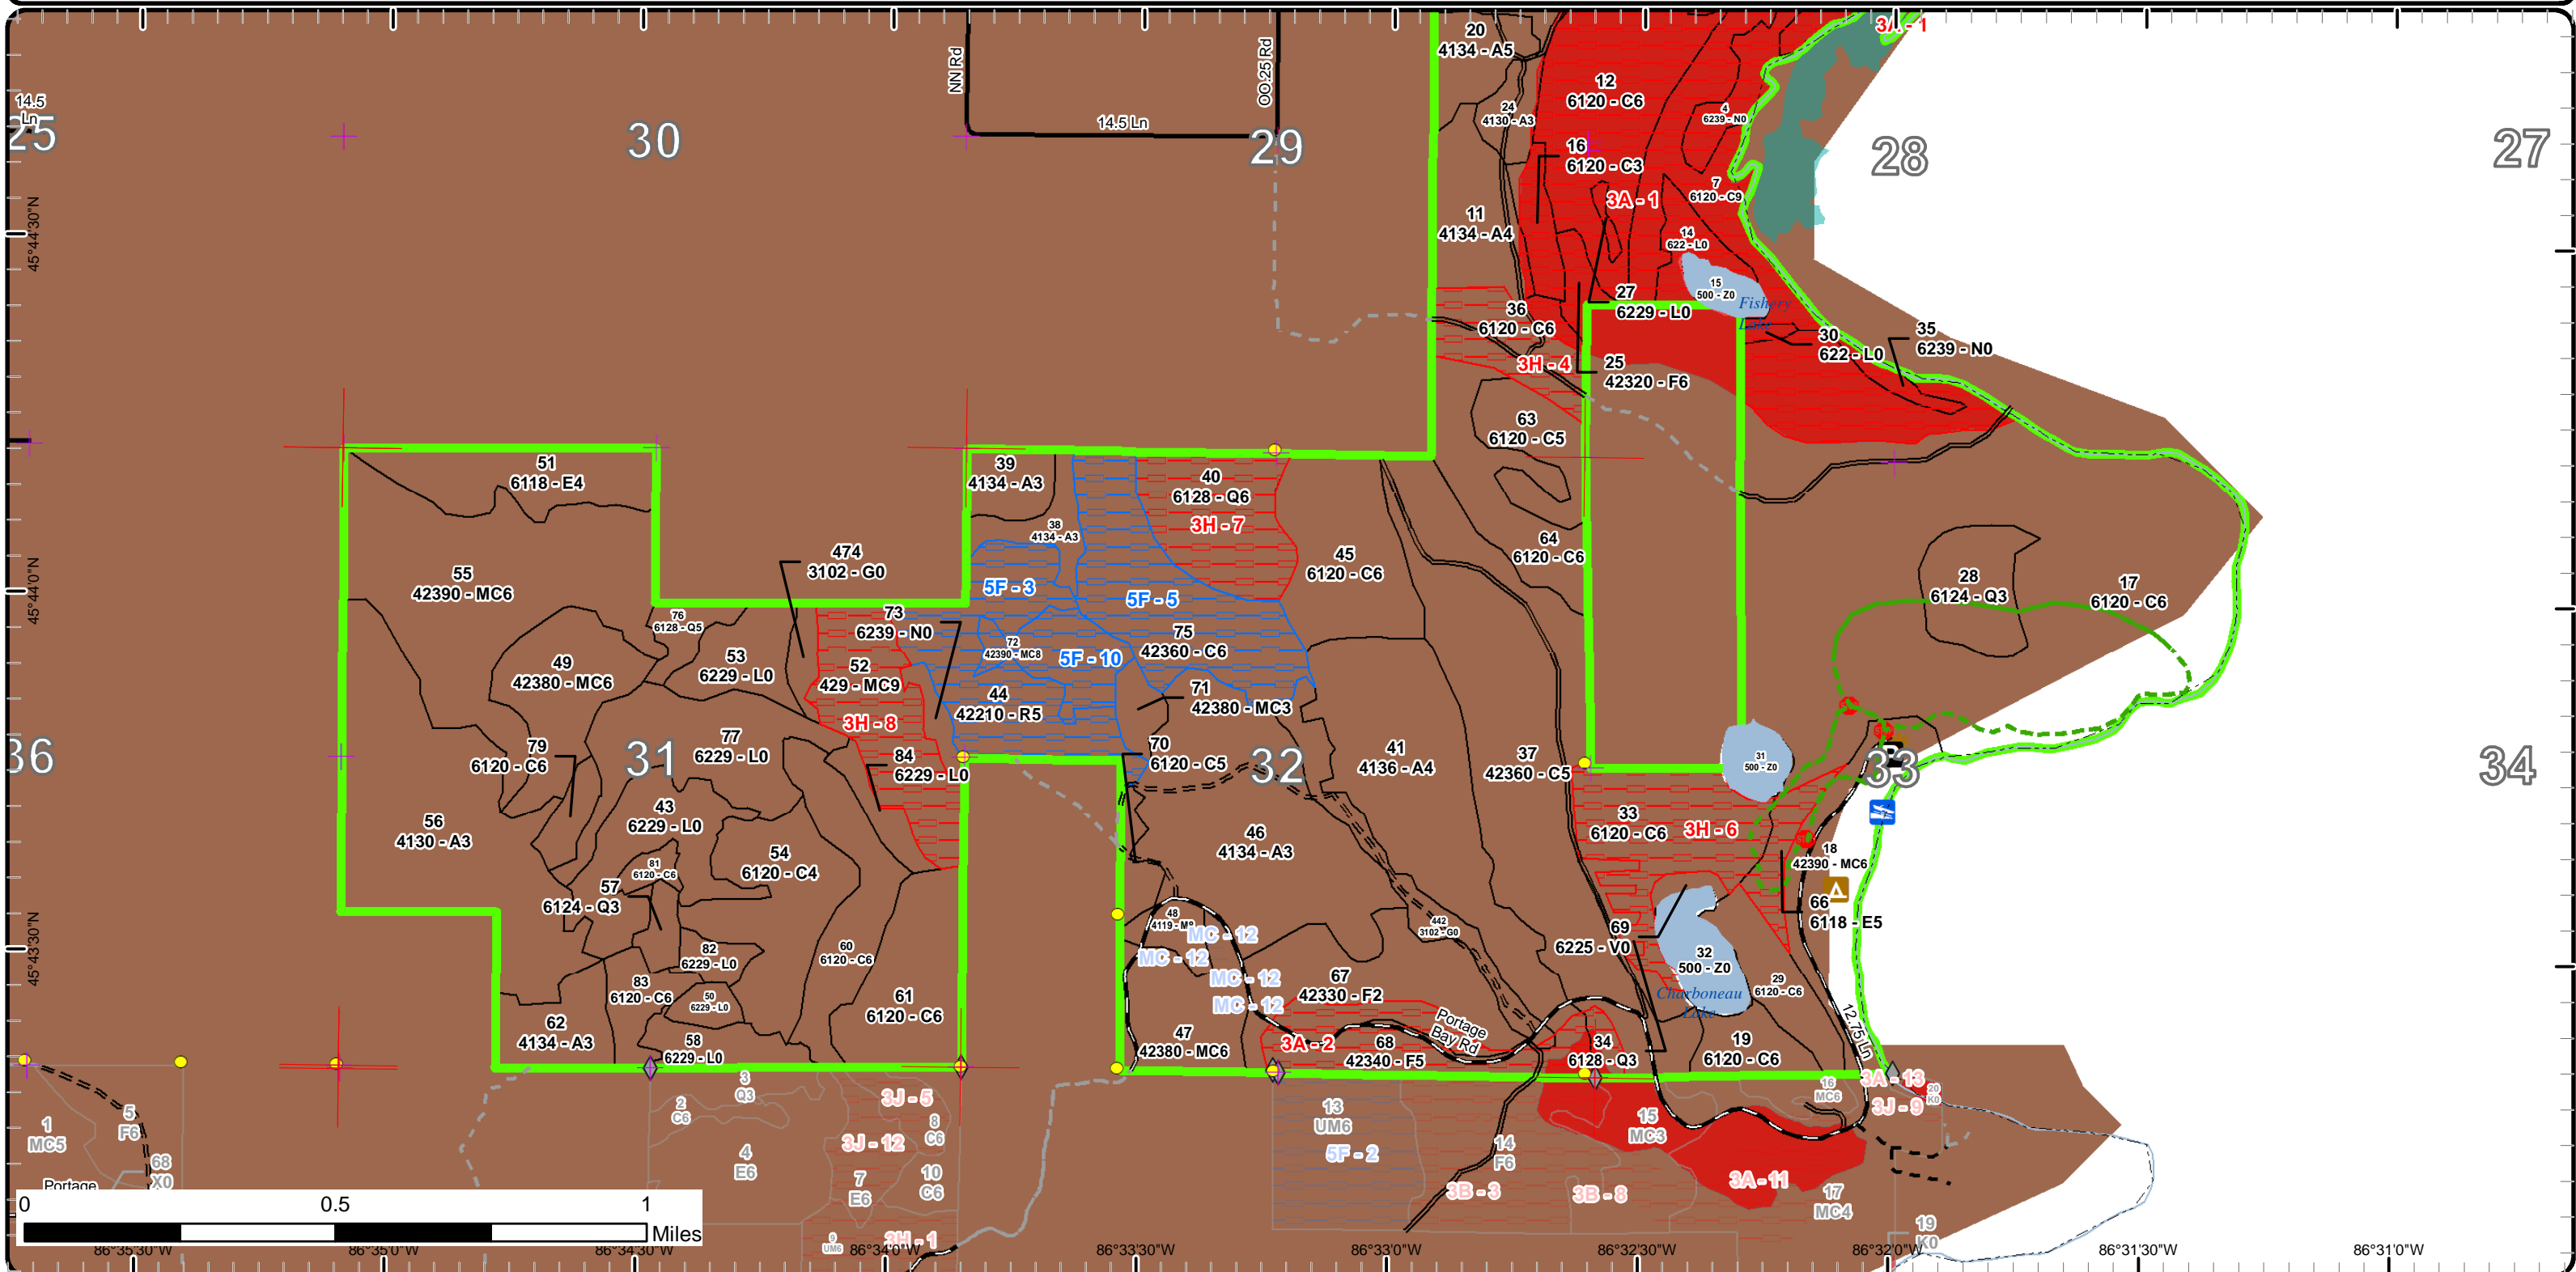 3A - 1
20
4134 - A5
NN Rd
OO.25 Rd
14.5
Ln
14.5 Ln
25
30
29
28
27
24
4130 - A3
12
6120 - C6
4
6239 - N0
16
6120 - C3
3A - 1
7
6120 - C9
11
4134 - A4
14
622 - L0
15
500 - Z0
Fishery
Lake
27
6229 - L0
36
6120 - C6
3H - 4
25
42320 - F6
30
622 - L0
35
6239 - N0
45°44'30"N
63
6120 - C5
51
6118 - E4
39
4134 - A3
40
6128 - Q6
3H - 7
38
4134 - A3
474
3102 - G0
45
6120 - C6
64
6120 - C6
55
42390 - MC6
5F - 3
5F - 5
28
6124 - Q3
17
6120 - C6
45°44'0"N
76
6128 - Q5
73
6239 - N0
72
42390 - MC8
75
42360 - C6
5F - 10
49
42380 - MC6
53
6229 - L0
52
429 - MC9
44
42210 - R5
71
42380 - MC3
3H - 8
36
79
6120 - C6
31
77
6229 - L0
84
6229 - L0
70
6120 - C5
32
41
4136 - A4
37
42360 - C5
31
500 - Z0
33
34
56
4130 - A3
43
6229 - L0
54
6120 - C4
46
4134 - A3
33
6120 - C6
3H - 6
18
42390 - MC6
81
6120 - C6
57
6124 - Q3
66
6118 - E5
45°43'30"N
48
MC - 12
MC - 12
MC - 12
MC - 12
442
3102 - G0
69
6225 - V0
32
500 - Z0
Charboneau
Lake
29
6120 - C6
82
6229 - L0
60
6120 - C6
83
6120 - C6
50
6229 - L0
61
6120 - C6
67
42330 - F2
62
4134 - A3
58
6229 - L0
47
42380 - MC6
3A - 2
68
42340 - F5
Portage
Bay Rd
34
6128 - Q3
19
6120 - C6
12.75 Ln
3A - 13
3J - 9
20
K0
16
MC6
1
MC5
5
F6
68
X0
2
C6
3
Q3
3J - 5
8
C6
3J - 12
4
E6
7
E6
10
C6
13
UM6
5F - 2
14
F6
15
MC3
3B - 3
3B - 8
3A - 11
17
MC4
19
K0
9
UM6
3H - 1
Portage
0 0.5 1
Miles
86°35'30"W
86°35'0"W
86°34'30"W
86°34'0"W
86°33'30"W
86°33'0"W
86°32'30"W
86°32'0"W
86°31'30"W
86°31'0"W